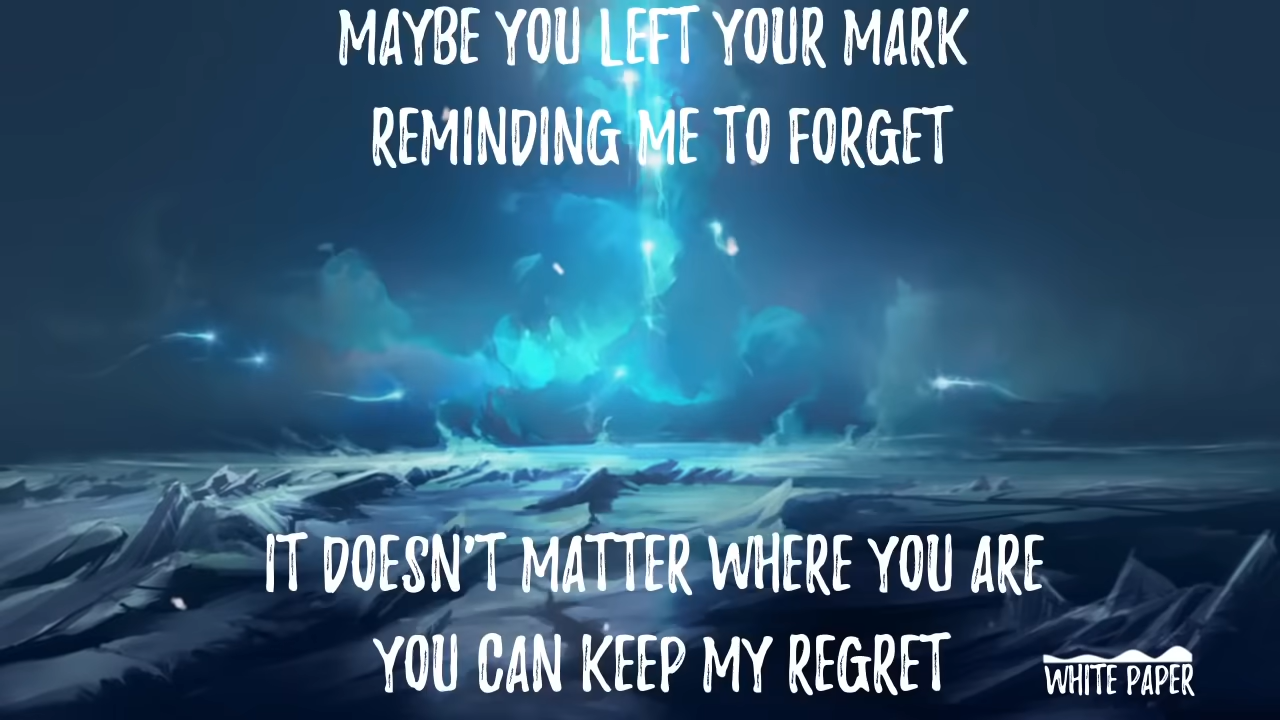 MAYBE YOU LEFT YOUR MARK
REMINDING ME TO FORGET
IT DOESN'T MATTER WHERE YOU ARE
YOU CAN KEEP MY REGRET
WHITE PAPER